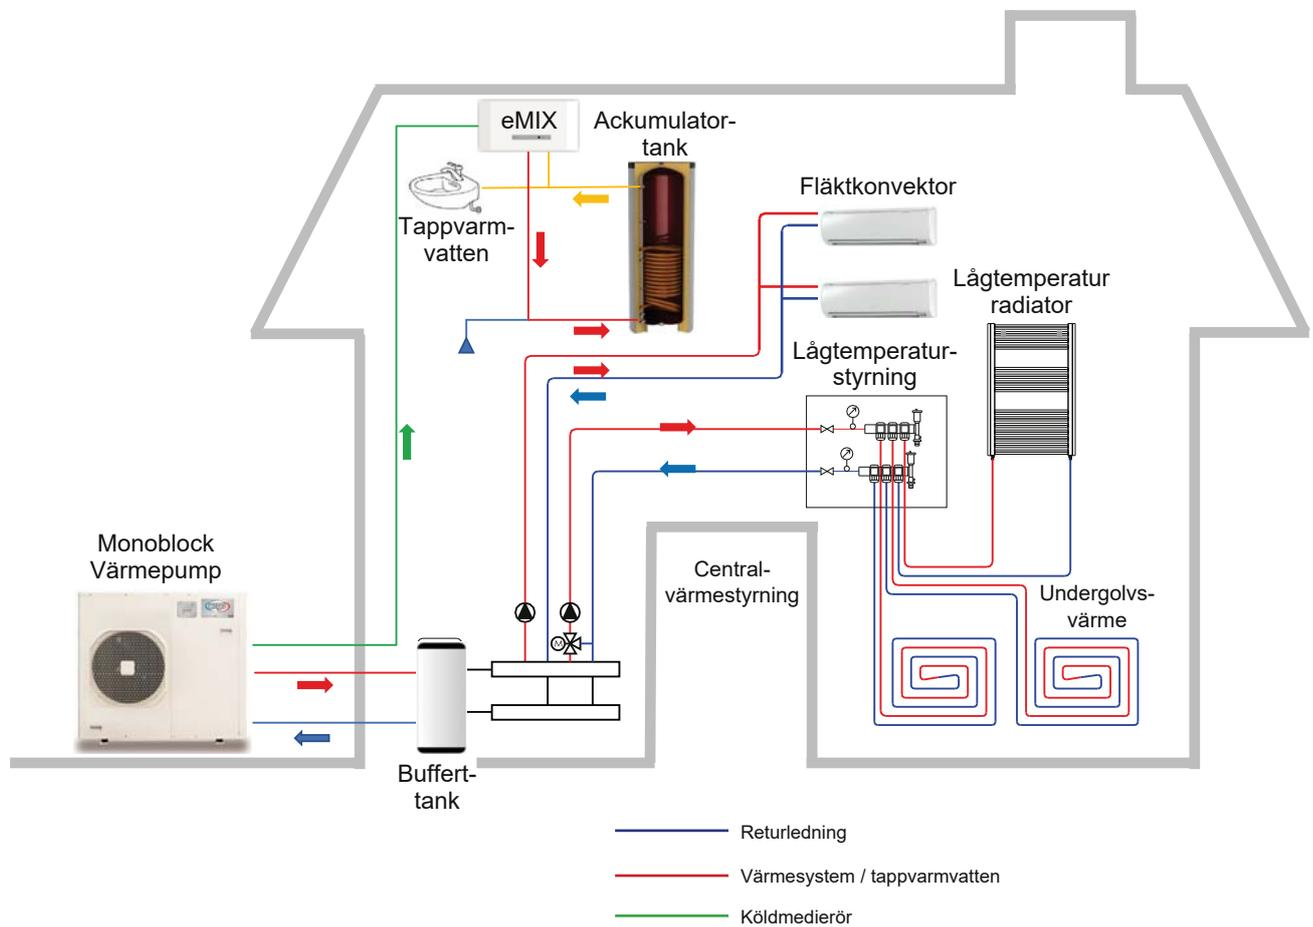 eMIX
Ackumulator-
tank
Tappvarm-
vatten
Fläktkonvektor
Lågtemperatur
radiator
Lågtemperatur-
styrning
Monoblock
Värmepump
Central-
värmestyrning
Undergolvs-
värme
M
Buffert-
tank
Returledning
Värmesystem / tappvarmvatten
Köldmedierör